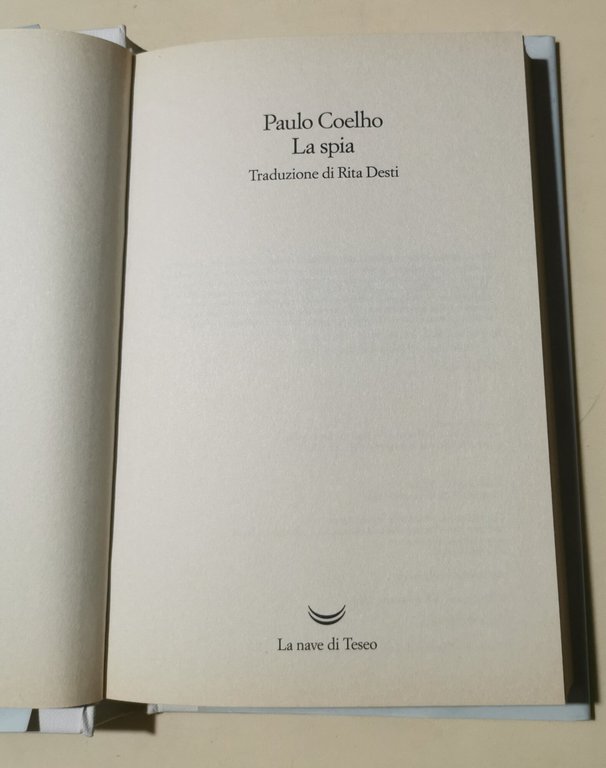 Paulo Coelho
La spia
Traduzione di Rita Desti
La nave di Teseo